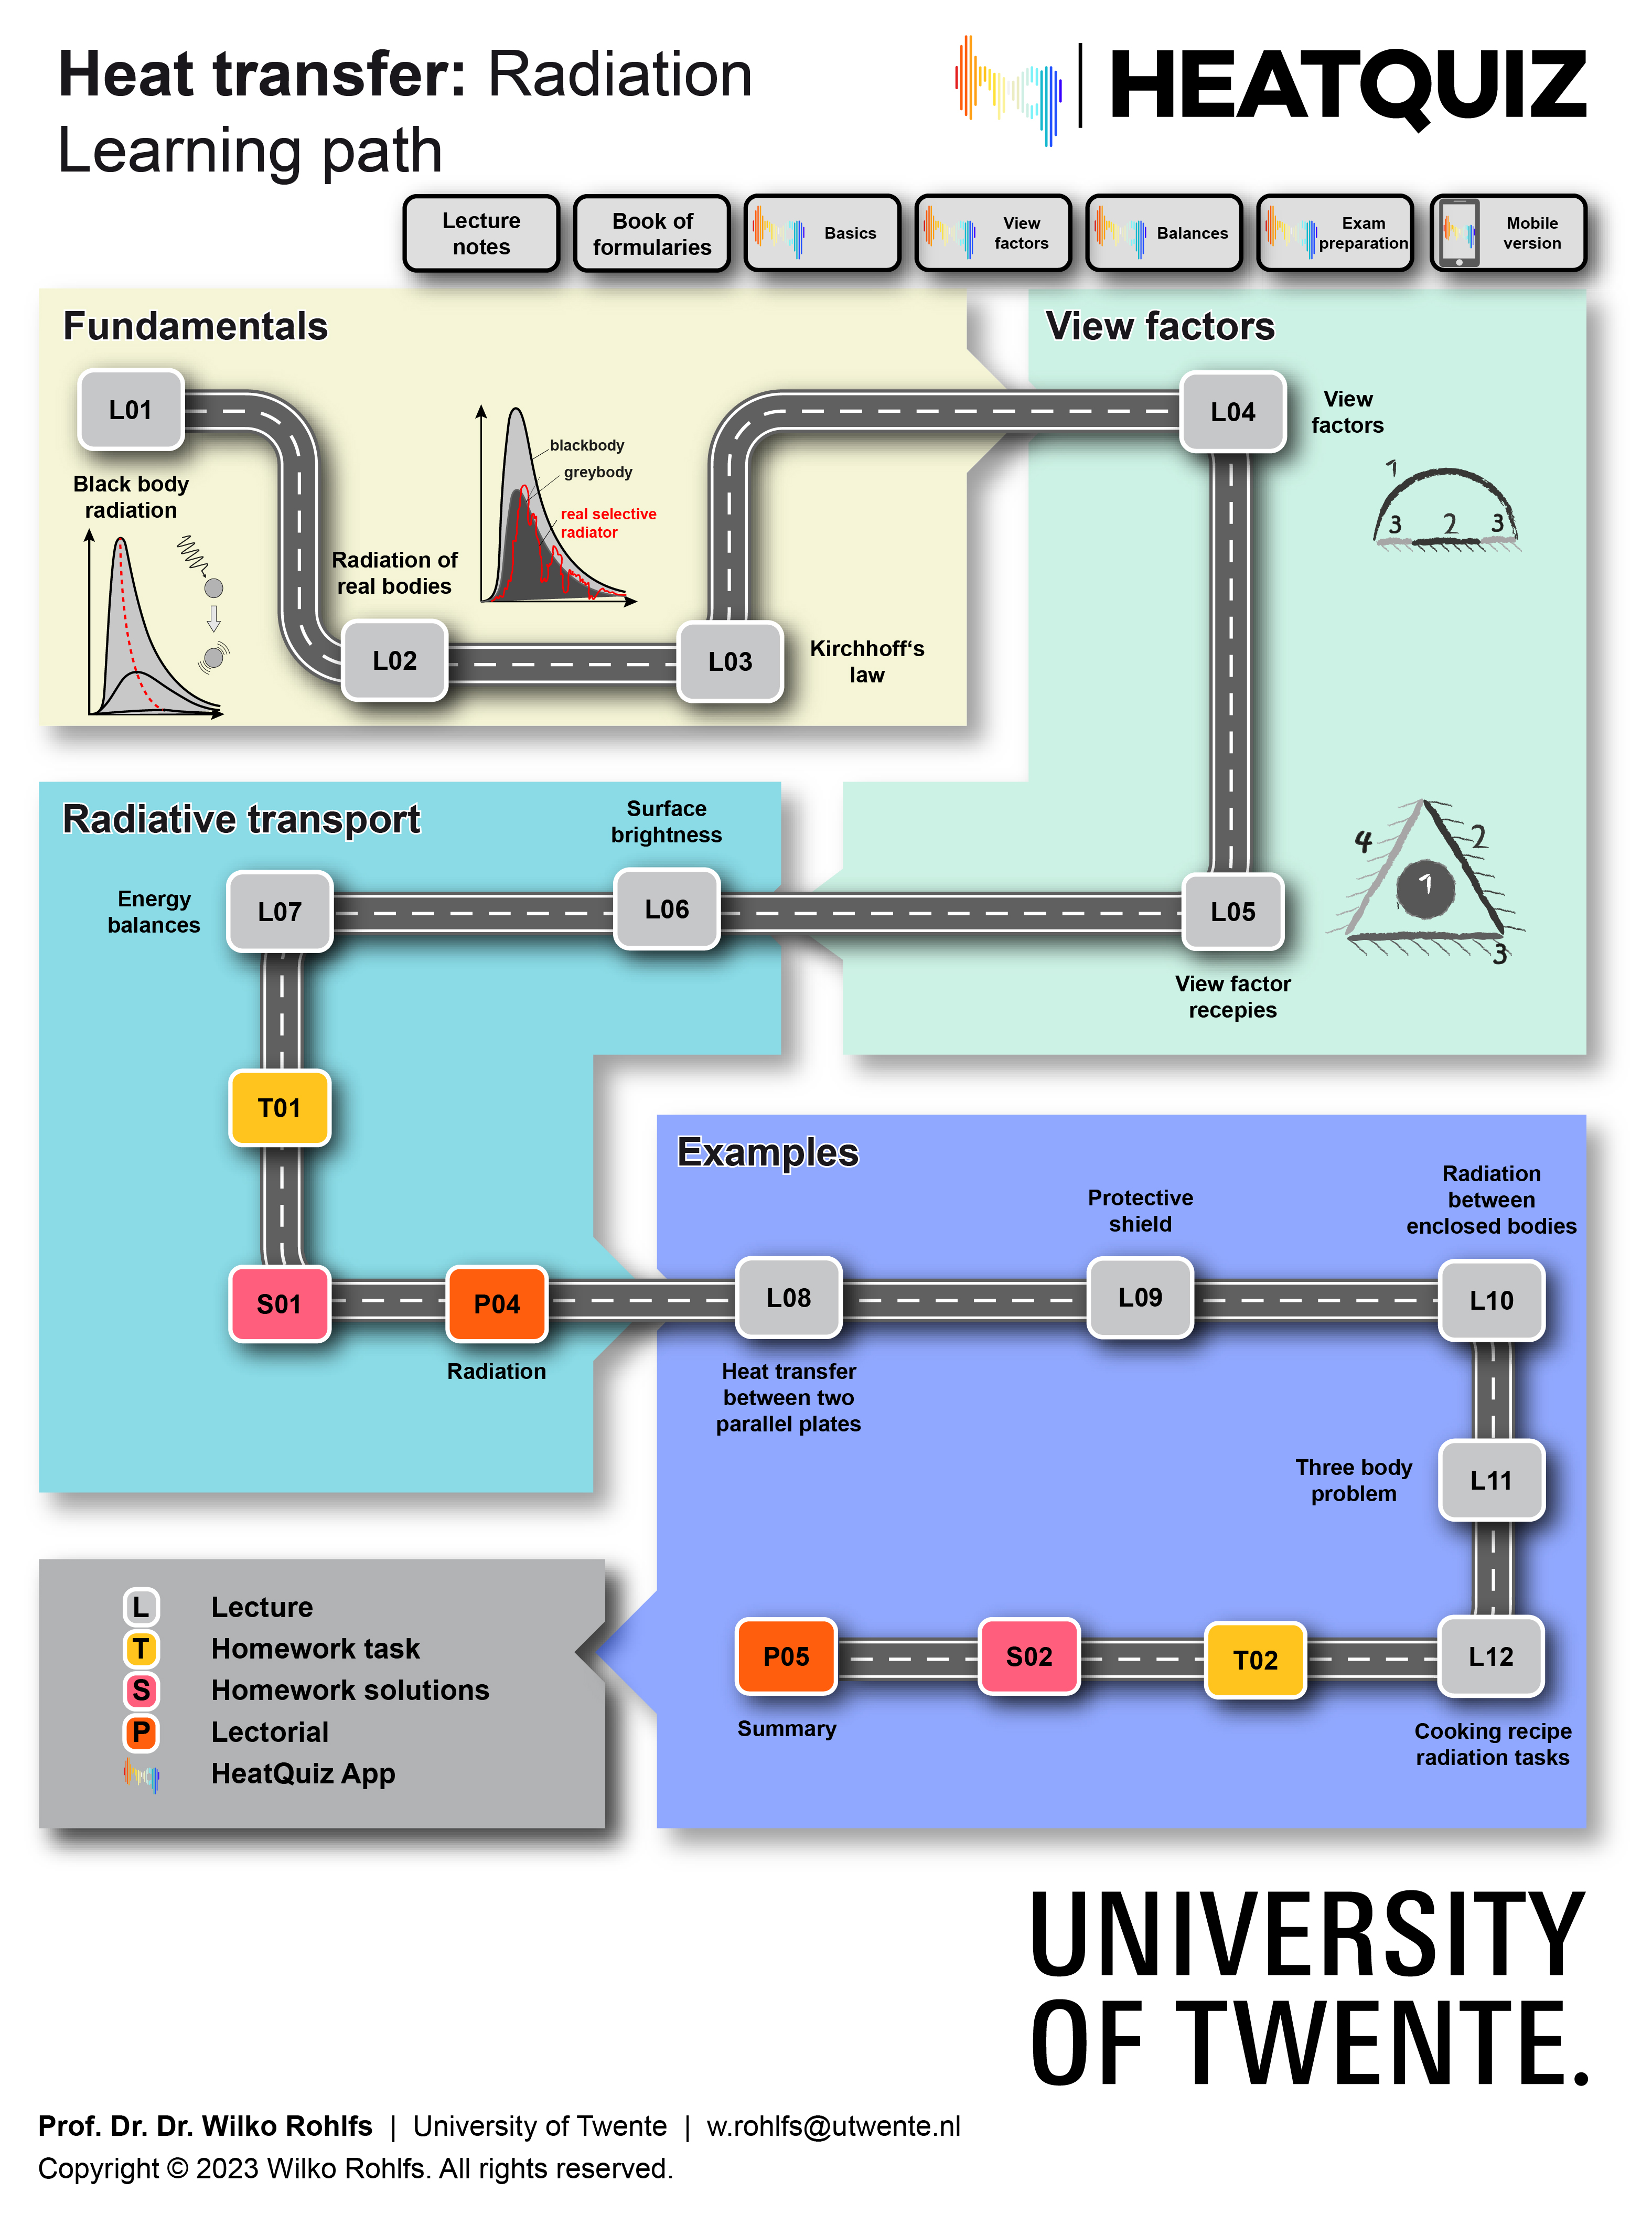 Heat transfer: Radiation
Learning path
HEATQUIZ
Lecture
notes
Book of
formularies
Basics
View
factors
Balances
Exam
preparation
Mobile
version
Fundamentals
L01
Black body
radiation
Radiation of
real bodies
blackbody
greybody
real selective
radiator
L02
L03
Kirchhoff‘s
law
View factors
L04
View
factors
1
3 2 3
4
2
1
3
L05
View factor
recepies
Radiative transport
Surface
brightness
L06
Energy
balances
L07
T01
S01
P04
Radiation
Examples
L08
Heat transfer
between two
parallel plates
Protective
shield
L09
Radiation
between
enclosed bodies
L10
Three body
problem
L11
L12
Cooking recipe
radiation tasks
T02
S02
P05
Summary
L Lecture
T Homework task
S Homework solutions
P Lectorial
HeatQuiz App
UNIVERSITY
OF TWENTE.
Prof. Dr. Dr. Wilko Rohlfs | University of Twente | w.rohlfs@utwente.nl
Copyright © 2023 Wilko Rohlfs. All rights reserved.